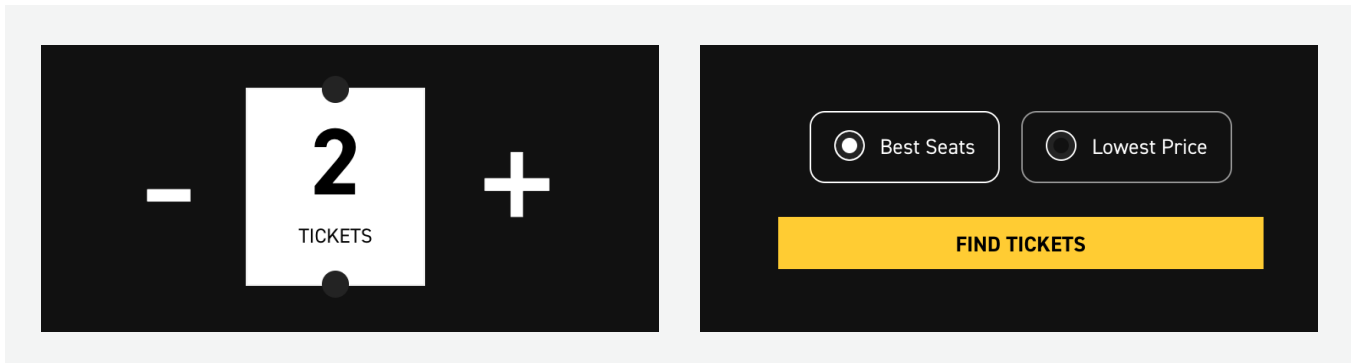 -
2
TICKETS
+
Best Seats
Lowest Price
FIND TICKETS